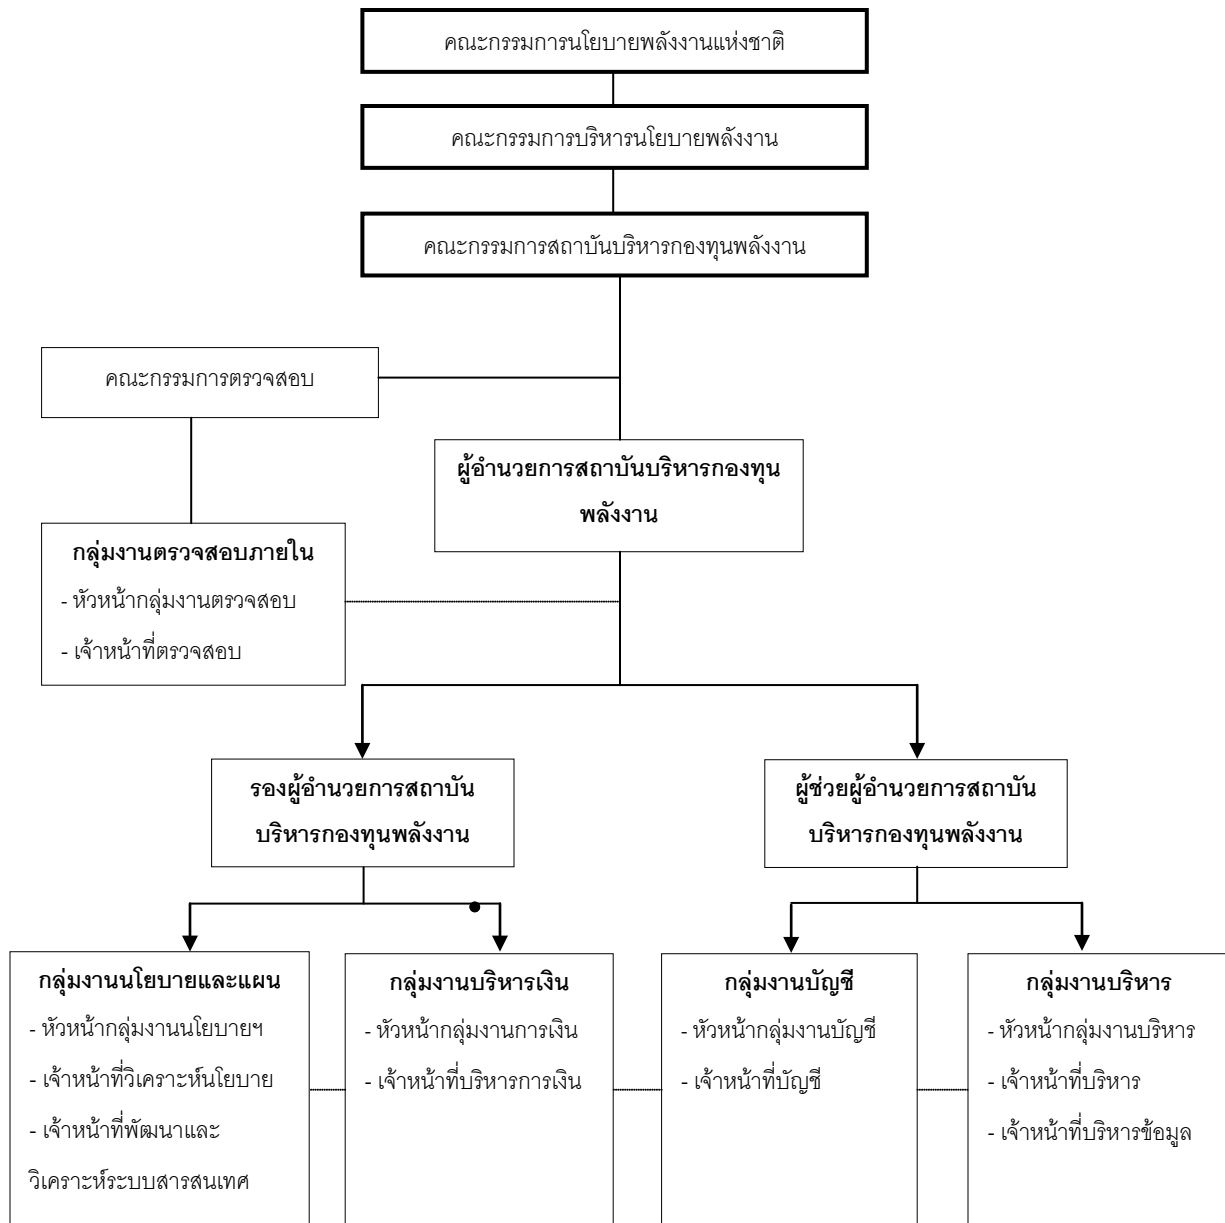 คณะกรรมการนโยบายพลังงานแห่งชาติ
คณะกรรมการบริหารนโยบายพลังงาน
คณะกรรมการสถาบันบริหารกองทุนพลังงาน
คณะกรรมการตรวจสอบ
ผู้อำนวยการสถาบันบริหารกองทุน
พลังงาน
กลุ่มงานตรวจสอบภายใน
- หัวหน้ากลุ่มงานตรวจสอบ
- เจ้าหน้าที่ตรวจสอบ
รองผู้อำนวยการสถาบัน
บริหารกองทุนพลังงาน
ผู้ช่วยผู้อำนวยการสถาบัน
บริหารกองทุนพลังงาน
กลุ่มงานนโยบายและแผน
- หัวหน้ากลุ่มงานนโยบายฯ
- เจ้าหน้าที่วิเคราะห์นโยบาย
- เจ้าหน้าที่พัฒนาและ
วิเคราะห์ระบบสารสนเทศ
กลุ่มงานบริหารเงิน
- หัวหน้ากลุ่มงานการเงิน
- เจ้าหน้าที่บริหารการเงิน
กลุ่มงานบัญชี
- หัวหน้ากลุ่มงานบัญชี
- เจ้าหน้าที่บัญชี
กลุ่มงานบริหาร
- หัวหน้ากลุ่มงานบริหาร
- เจ้าหน้าที่บริหาร
- เจ้าหน้าที่บริหารข้อมูล